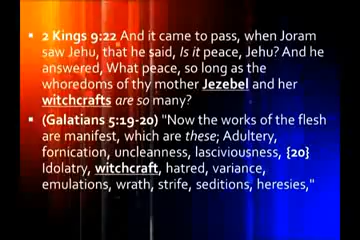 • 2 Kings 9:22 And it came to pass, when Joram
saw Jehu, that he said, Is it peace, Jehu? And he
answered, What peace, so long as the
whoredoms of thy mother Jezebel and her
witchcrafts are so many?
• (Galatians 5:19-20) "Now the works of the flesh
are manifest, which are these; Adultery,
fornication, uncleanness, lasciviousness, {20}
Idolatry, witchcraft, hatred, variance,
emulations, wrath, strife, seditions, heresies,"